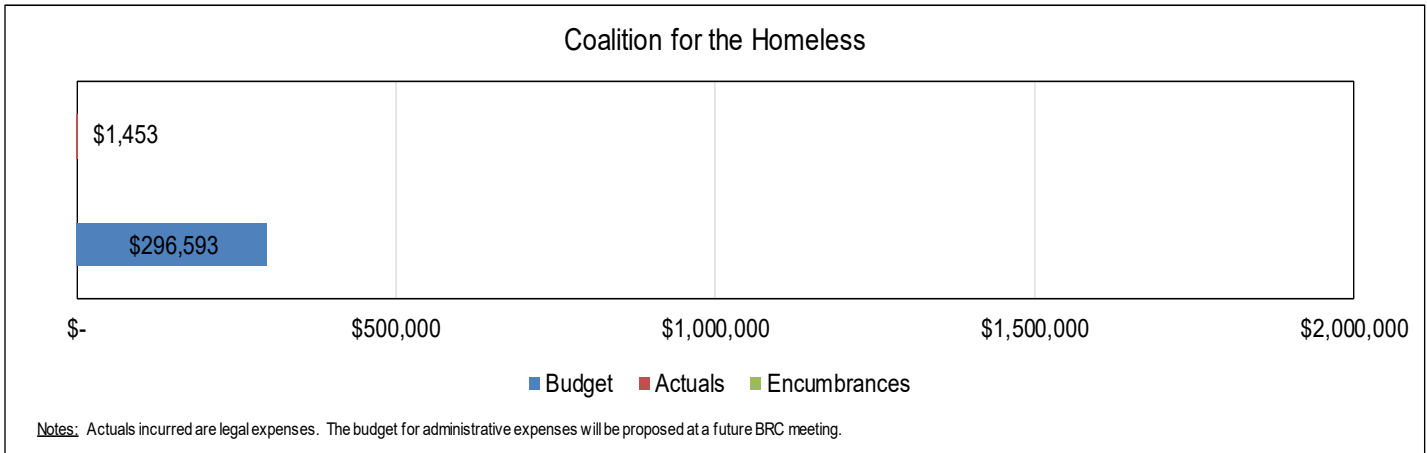 Coalition for the Homeless
$1,453
$296,593
$- $500,000 $1,000,000 $1,500,000 $2,000,000
Budget Actuals Encumbrances
Notes: Actuals incurred are legal expenses. The budget for administrative expenses will be proposed at a future BRC meeting.